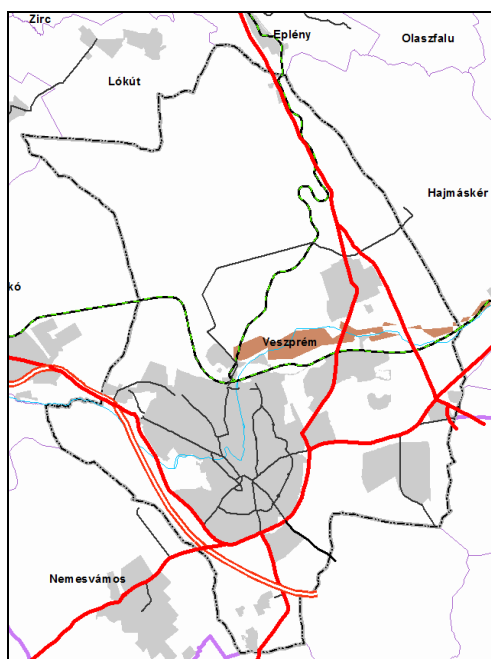 Zirc
Eplény
Olaszfalu
Lókút
Hajmáskér
kó
Veszprém
Nemesvámos